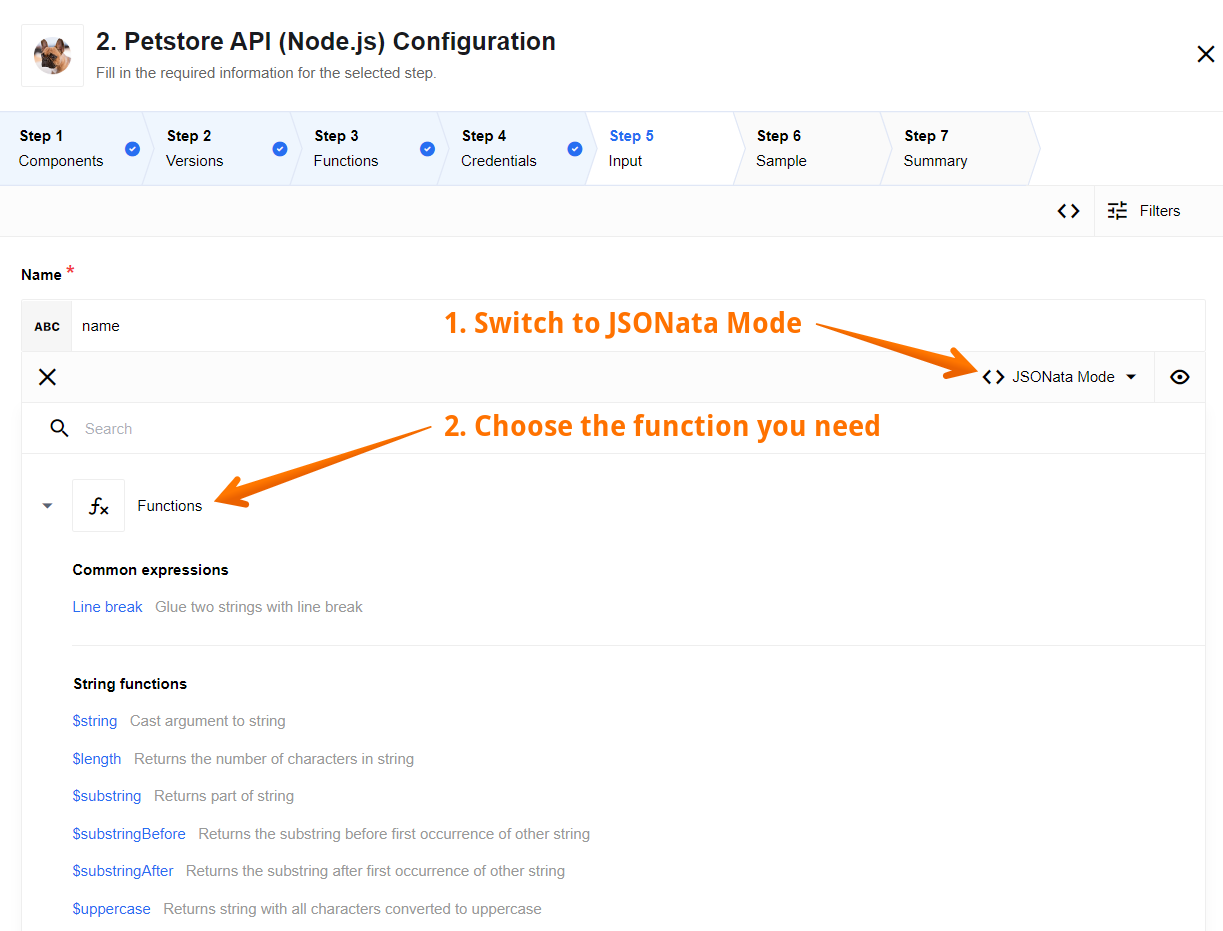 2. Petstore API (Node.js) Configuration
Fill in the required information for the selected step.
Step 1
Components
Step 2
Versions
Step 3
Functions
Step 4
Credentials
Step 5
Input
Step 6
Sample
Step 7
Summary
Filters
Name *
ABC name
1. Switch to JSONata Mode
JSONata Mode
Search
2. Choose the function you need
fx Functions
Common expressions
Line break Glue two strings with line break
String functions
$string Cast argument to string
$length Returns the number of characters in string
$substring Returns part of string
$substringBefore Returns the substring before first occurrence of other string
$substringAfter Returns the substring after first occurrence of other string
$uppercase Returns string with all characters converted to uppercase